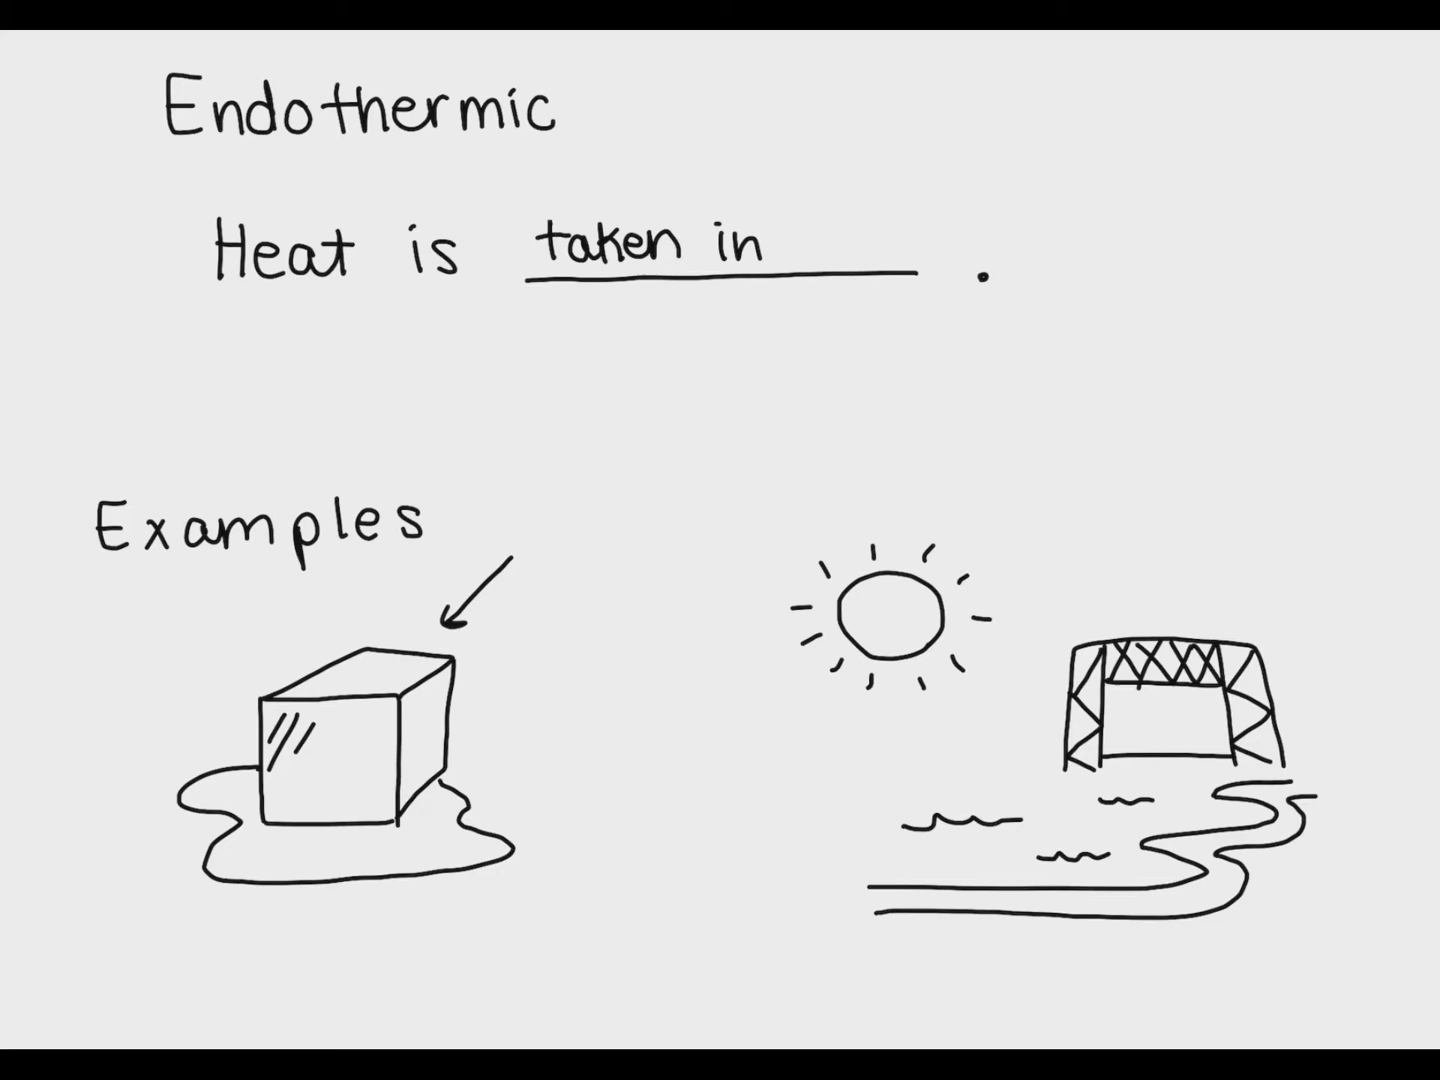 Endothermic
Heat is taken in .
Examples